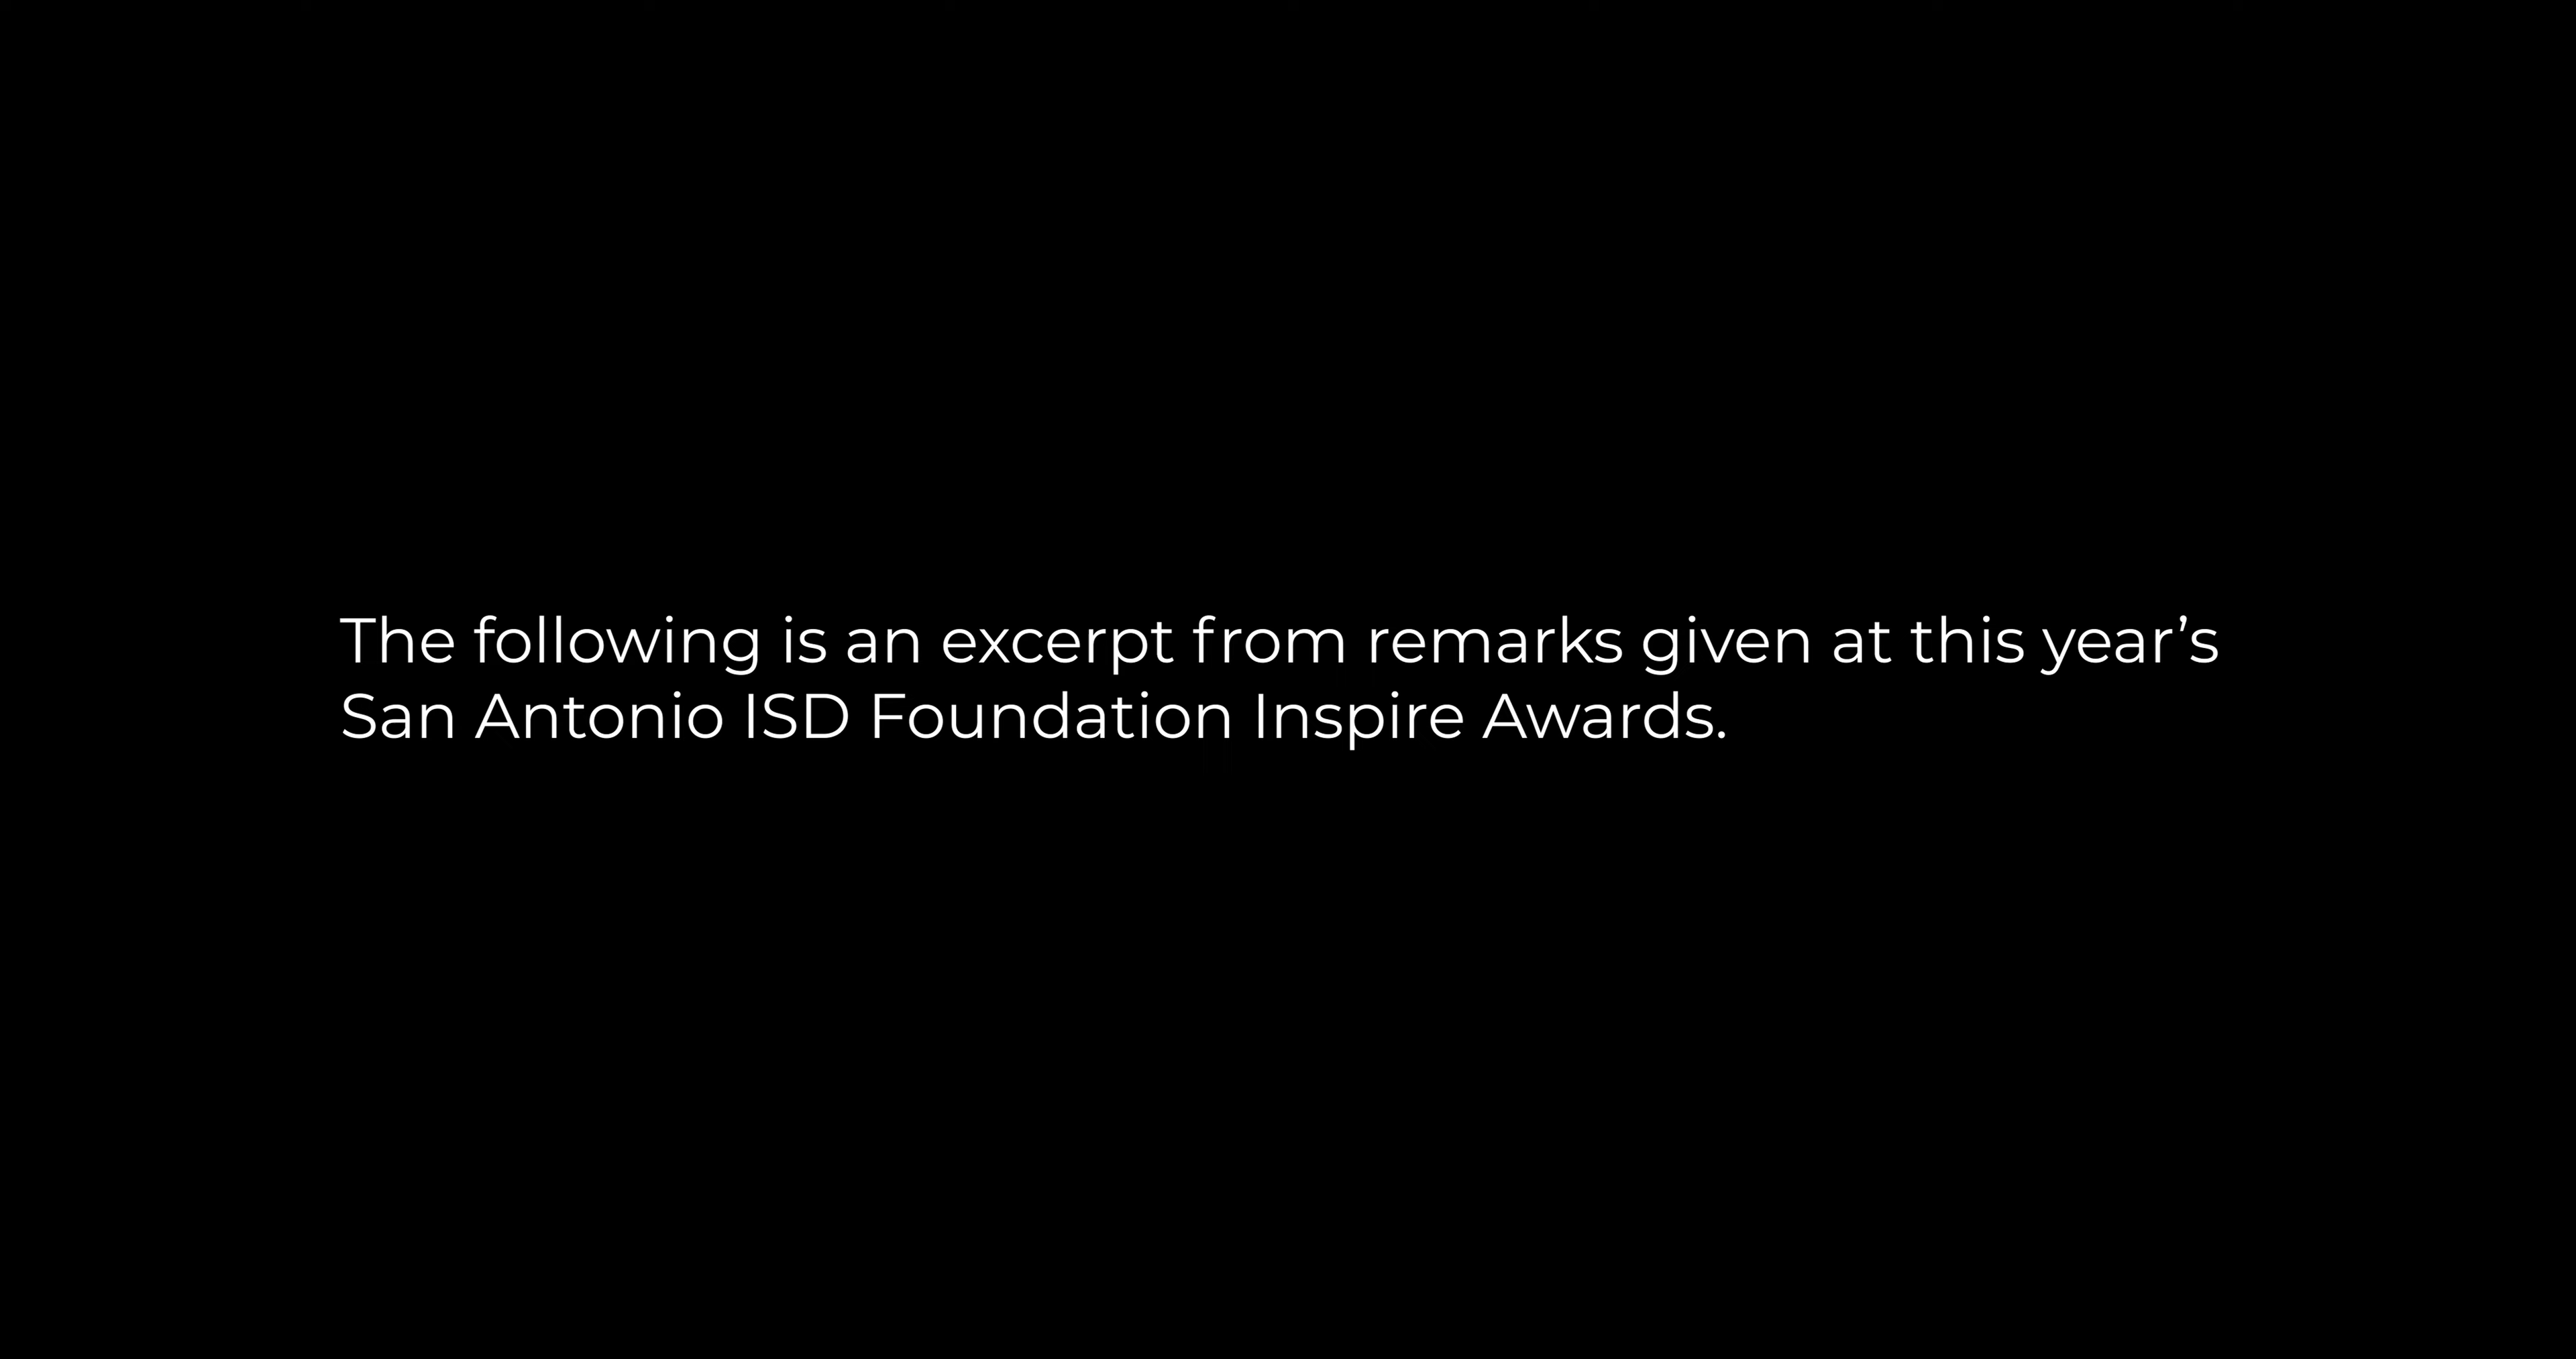 The following is an excerpt from remarks given at this year’s
San Antonio ISD Foundation Inspire Awards.